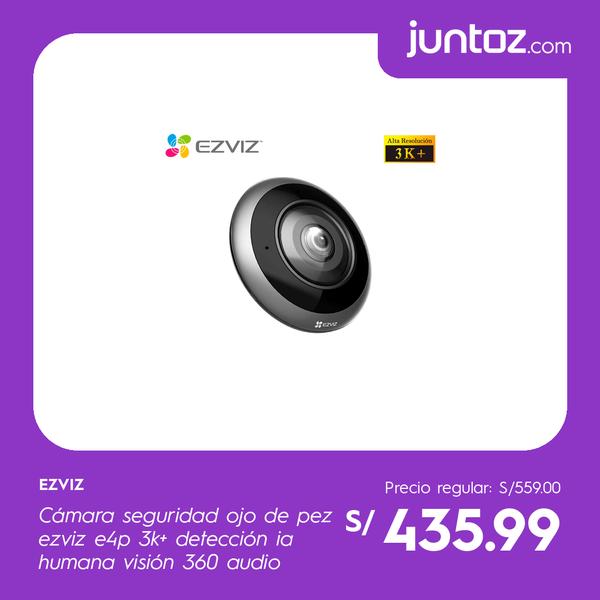 juntoz.com
EZVIZ
Alta Resolución
3K+
EZVIZ
EZVIZ
Precio regular: S/559.00
Cámara seguridad ojo de pez
ezviz e4p 3k+ detección ia
humana visión 360 audio
S/ 435.99